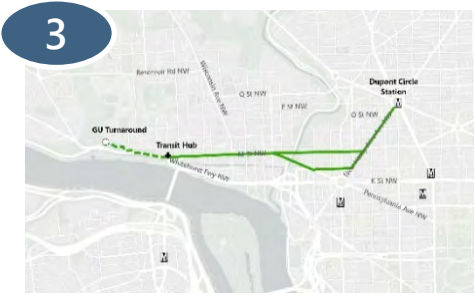 3
Dupont Circle
Station
Reservoir Rd NW
Wisconsin Ave NW
Q St NW
P St NW
O St NW
GU Turnaround
Transit Hub
M St NW
Whitehurst Fwy NW
K St NW
Pennsylvania Ave NW